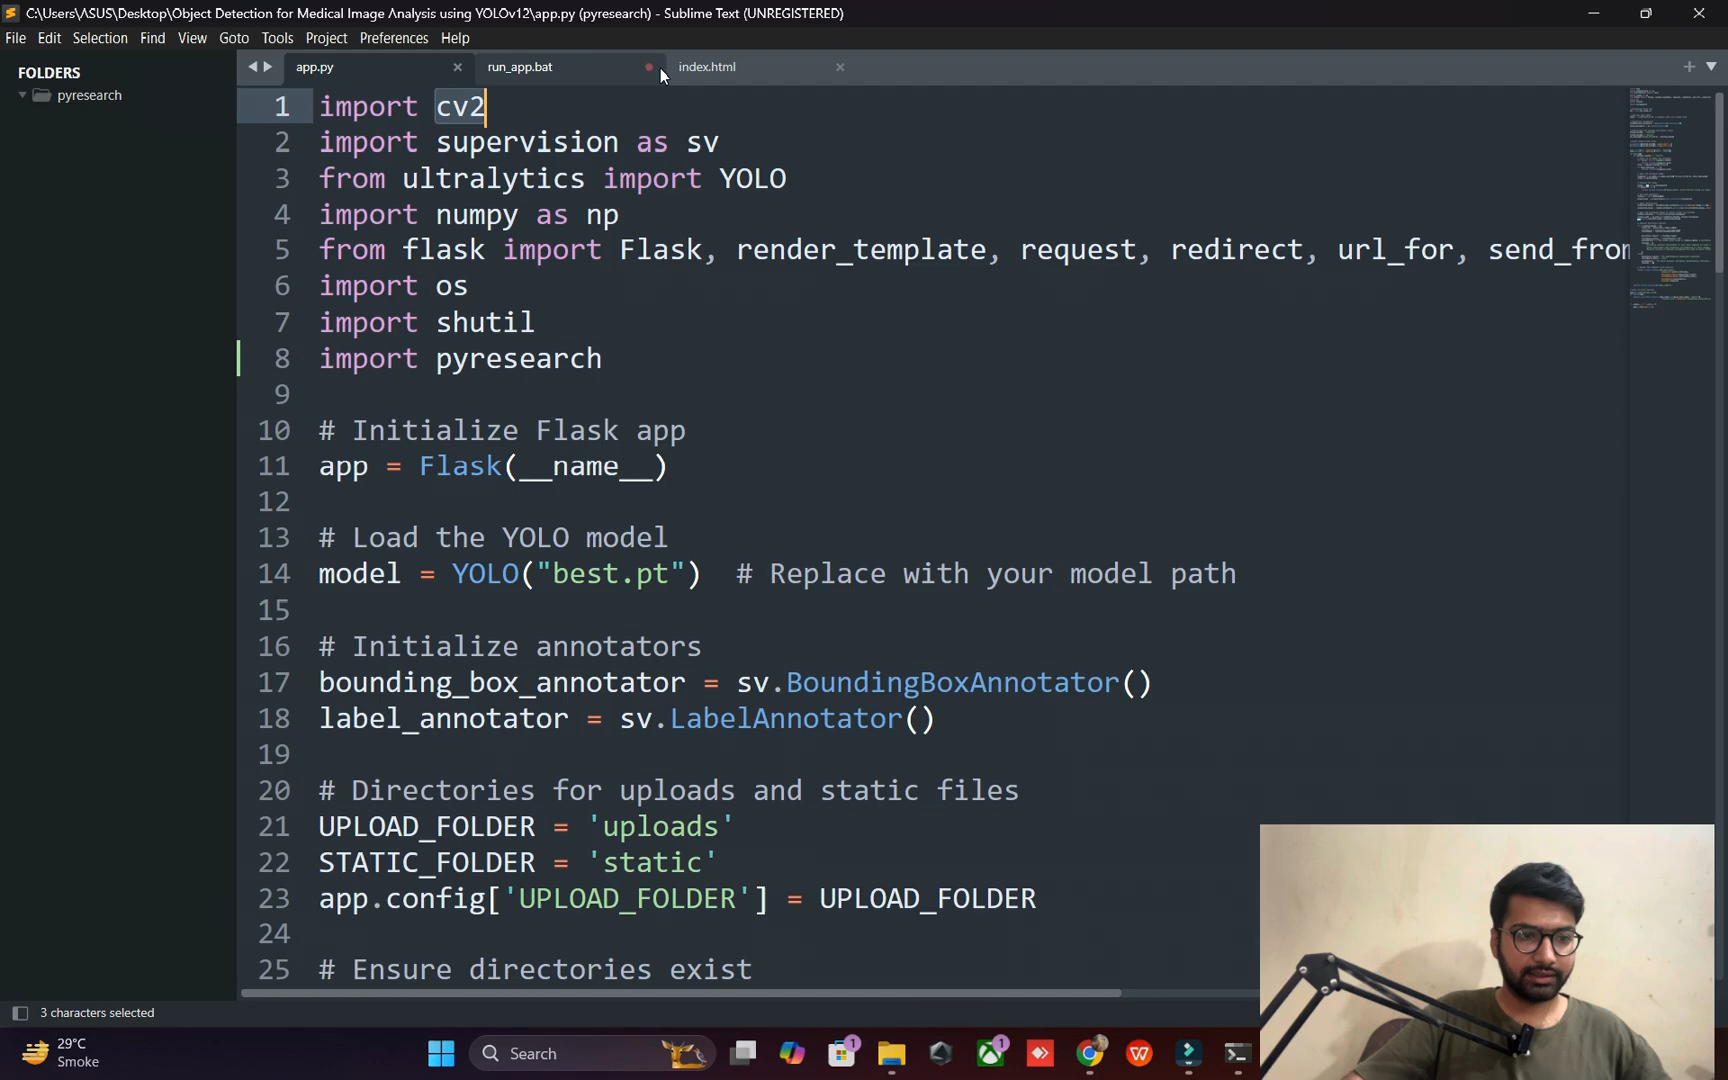 C:\Users\ASUS\Desktop\Object Detection for Medical Image Analysis using YOLOv12\app.py (pyresearch) - Sublime Text (UNREGISTERED)
File Edit Selection Find View Goto Tools Project Preferences Help
FOLDERS
pyresearch
app.py
run_app.bat
index.html
1 import cv2
2 import supervision as sv
3 from ultralytics import YOLO
4 import numpy as np
5 from flask import Flask, render_template, request, redirect, url_for, send_from
6 import os
7 import shutil
8 import pyresearch
9
10 # Initialize Flask app
11 app = Flask(__name__)
12
13 # Load the YOLO model
14 model = YOLO("best.pt")  # Replace with your model path
15
16 # Initialize annotators
17 bounding_box_annotator = sv.BoundingBoxAnnotator()
18 label_annotator = sv.LabelAnnotator()
19
20 # Directories for uploads and static files
21 UPLOAD_FOLDER = 'uploads'
22 STATIC_FOLDER = 'static'
23 app.config['UPLOAD_FOLDER'] = UPLOAD_FOLDER
24
25 # Ensure directories exist
3 characters selected
29°C
Smoke
Search
1
1